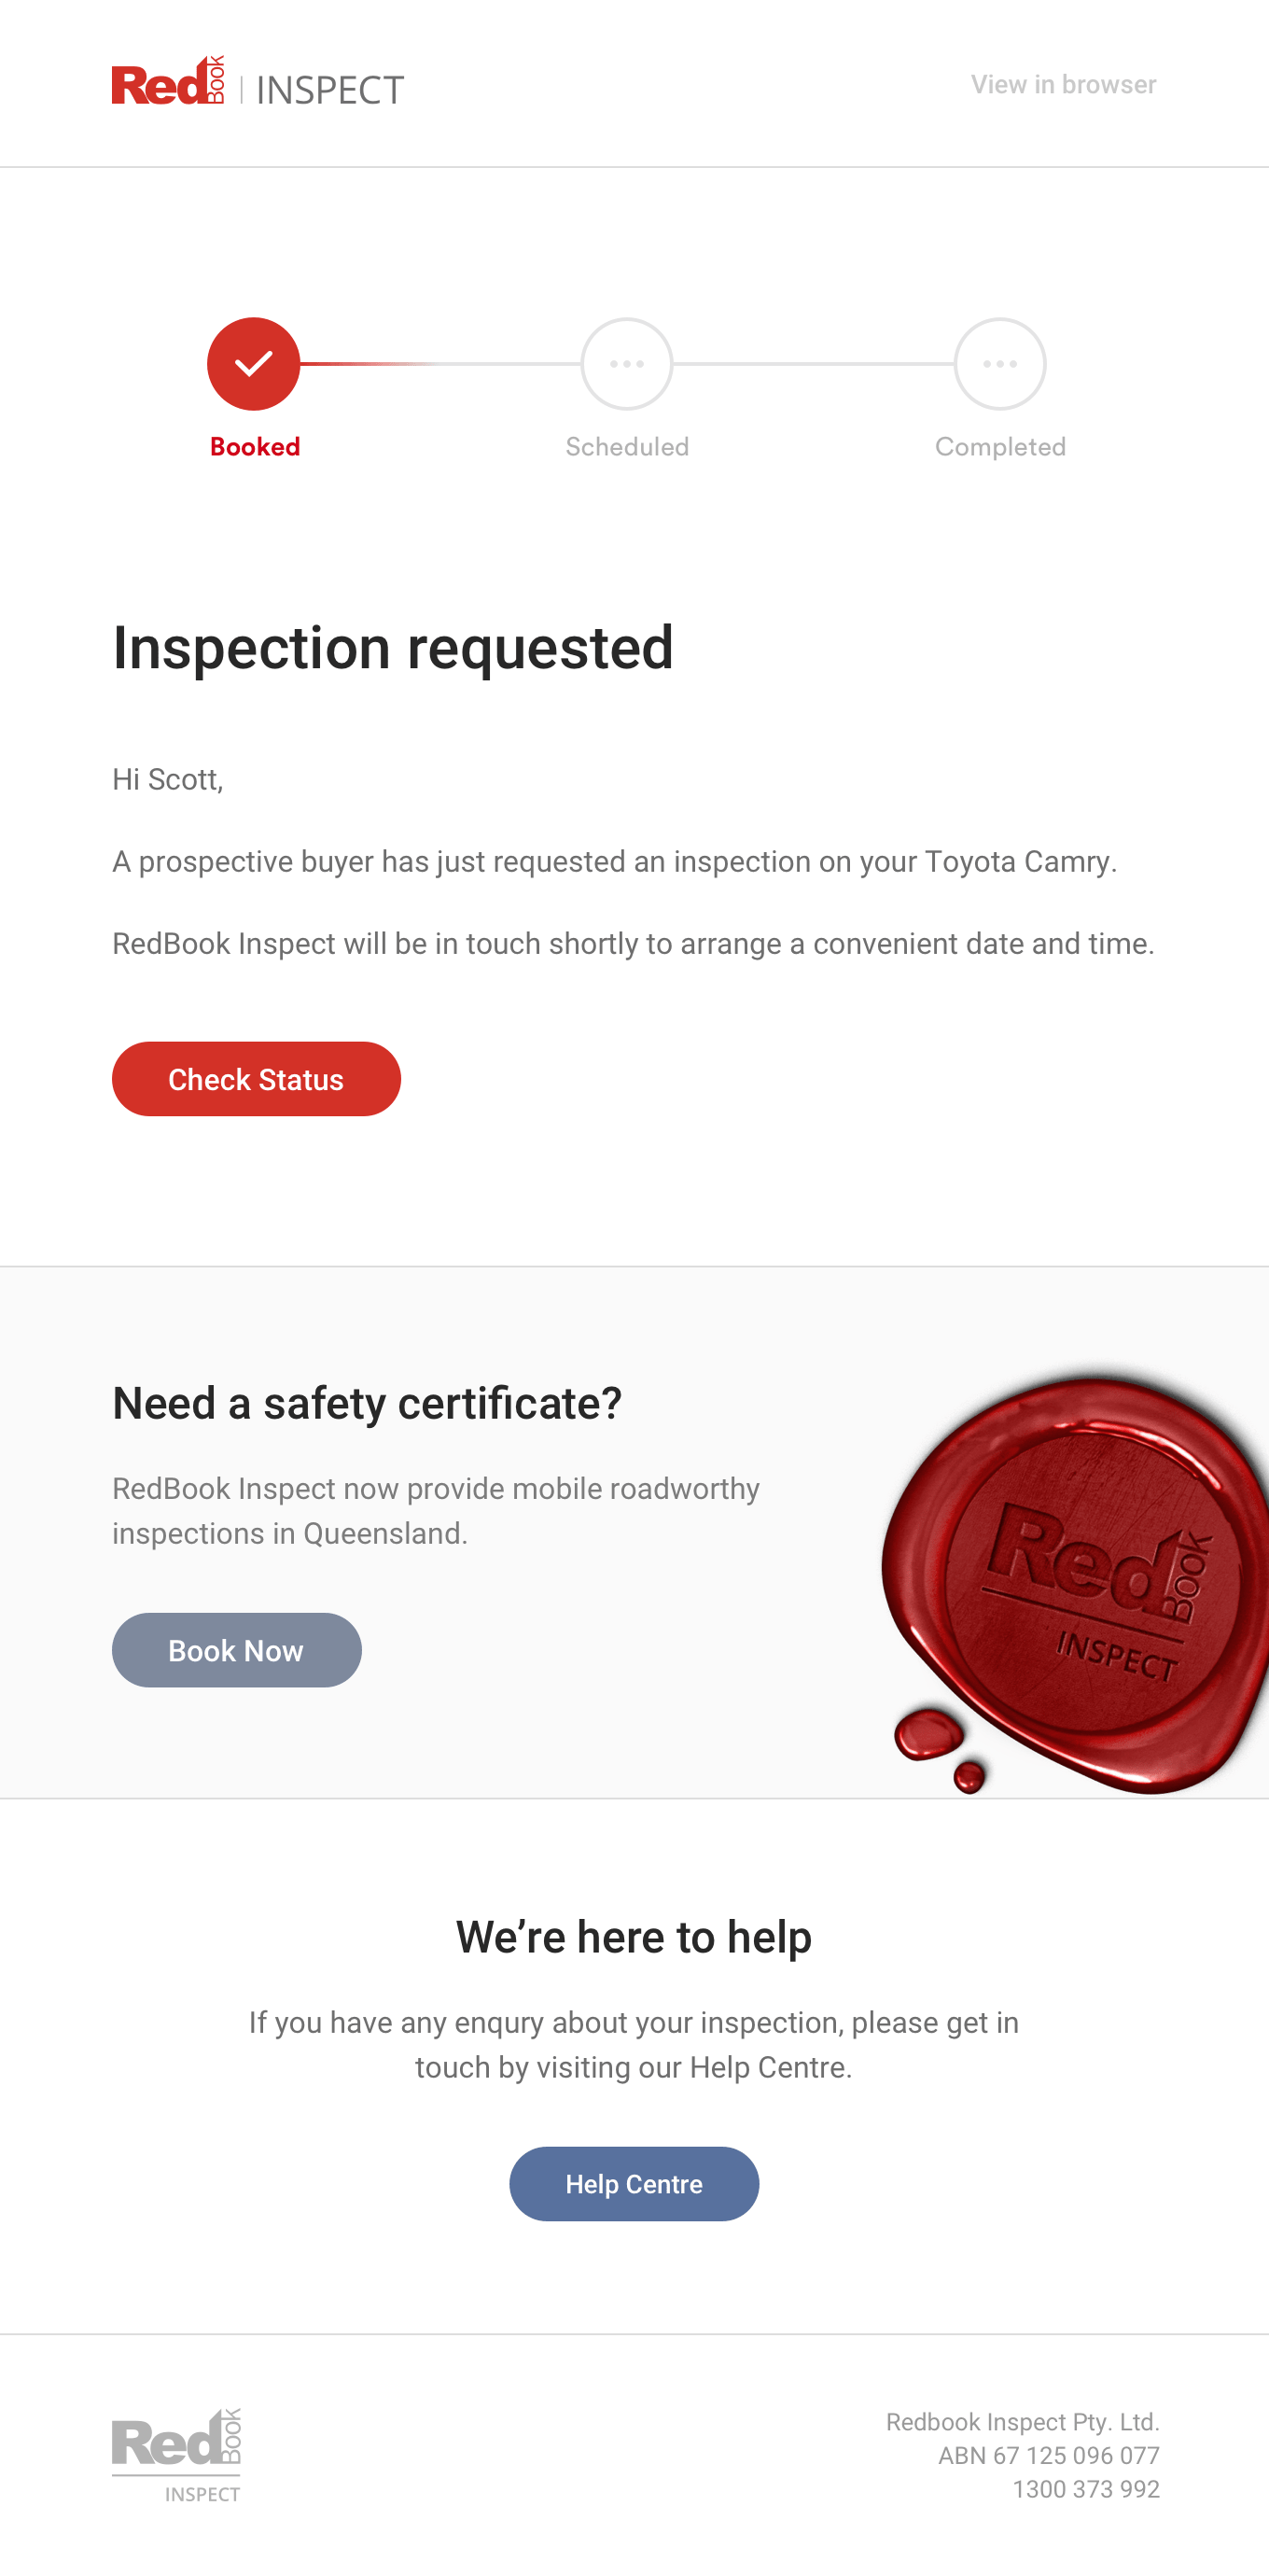 RedBook | INSPECT
View in browser
Booked
Scheduled
Completed
Inspection requested
Hi Scott,
A prospective buyer has just requested an inspection on your Toyota Camry.
RedBook Inspect will be in touch shortly to arrange a convenient date and time.
Check Status
Need a safety certificate?
RedBook Inspect now provide mobile roadworthy
inspections in Queensland.
Book Now
RedBook
INSPECT
We’re here to help
If you have any enqury about your inspection, please get in
touch by visiting our Help Centre.
Help Centre
RedBook
INSPECT
Redbook Inspect Pty. Ltd.
ABN 67 125 096 077
1300 373 992